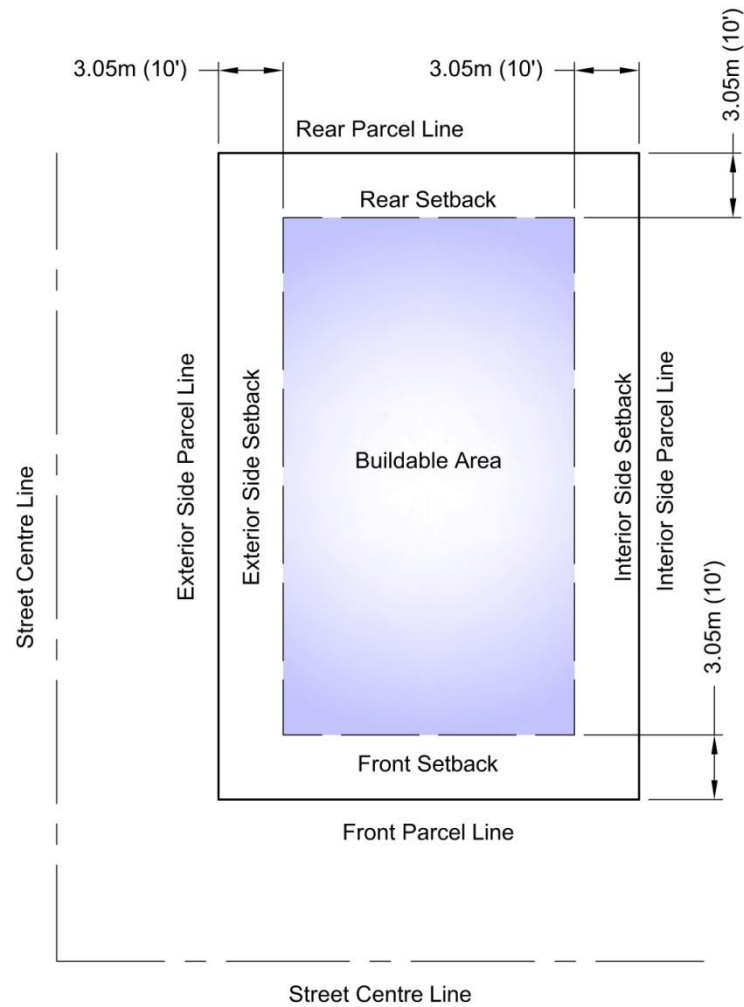 3.05m (10')
3.05m (10')
3.05m (10')
Rear Parcel Line
Rear Setback
Street Centre Line
Exterior Side Parcel Line
Exterior Side Setback
Buildable Area
Interior Side Setback
Interior Side Parcel Line
3.05m (10')
Front Setback
Front Parcel Line
Street Centre Line